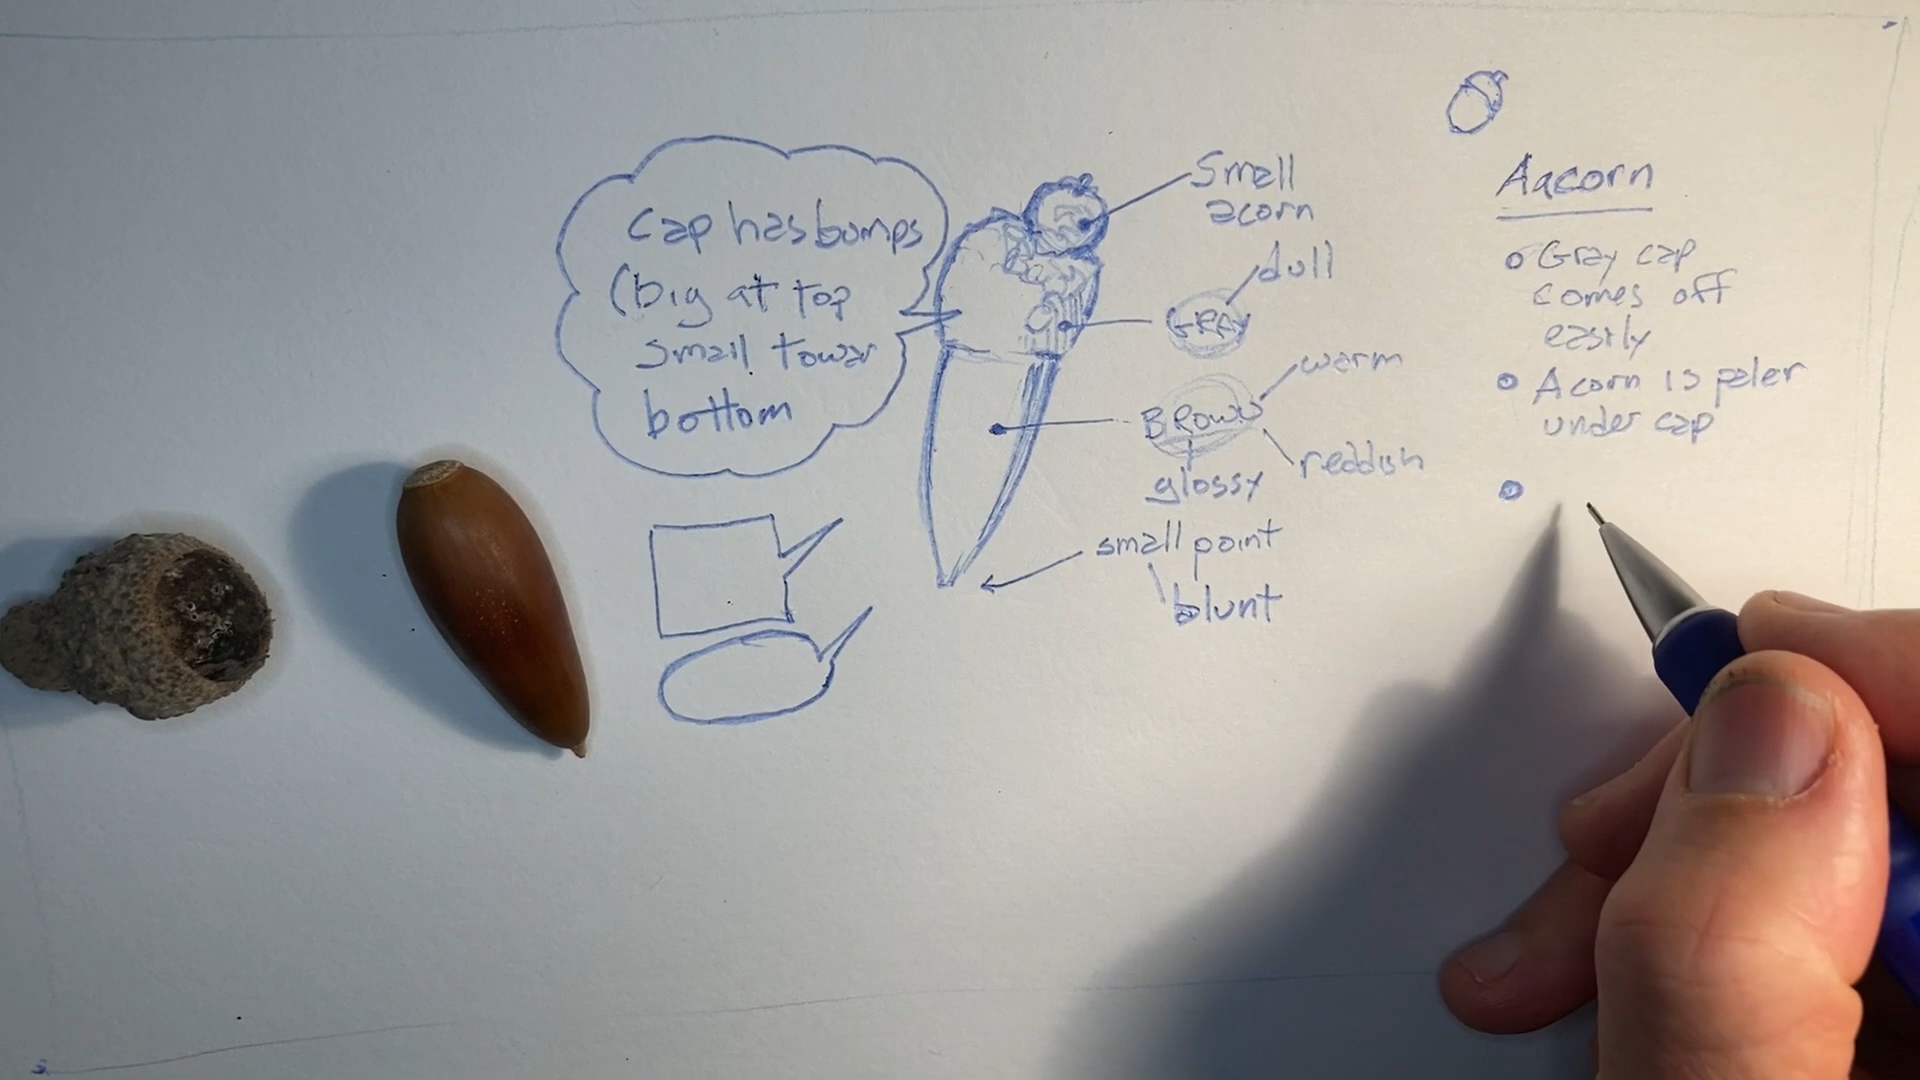 Cap has bumps
(big at top
small towar
bottom
Small
acorn
dull
GRAY
warm
BROWN
reddish
glossy
small point
blunt
Aacorn
Gray cap
comes off
easily
Acorn is paler
under cap